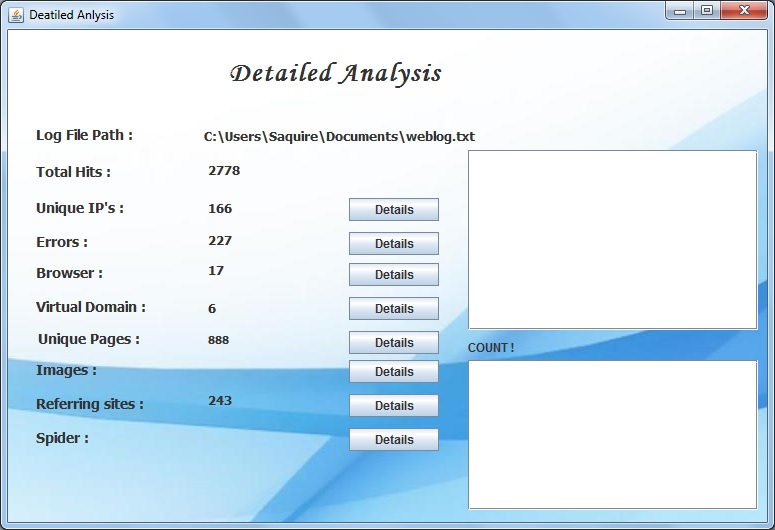 Deatiled Anlysis
Detailed Analysis
Log File Path : C:\Users\Saquire\Documents\weblog.txt
Total Hits : 2778
Unique IP's : 166 Details
Errors : 227 Details
Browser : 17 Details
Virtual Domain : 6 Details
Unique Pages : 888 Details
COUNT !
Images : Details
Referring sites : 243 Details
Spider : Details